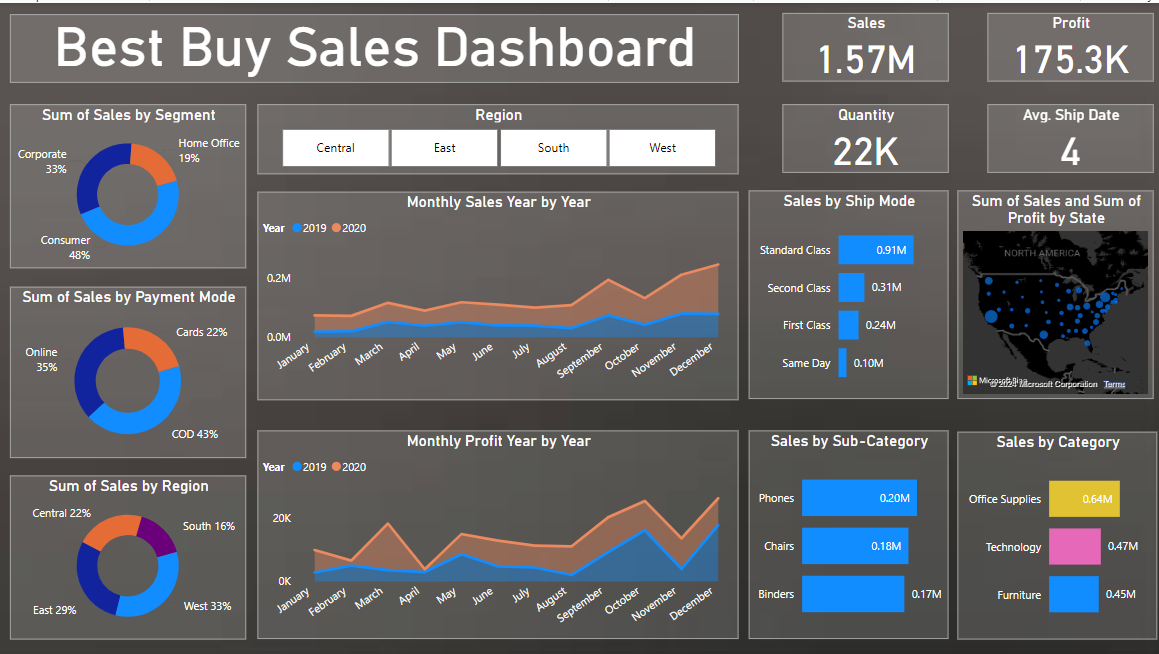 Best Buy Sales Dashboard
Sales
1.57M
Profit
175.3K
Quantity
22K
Avg. Ship Date
4
Sum of Sales by Segment
Home Office
19%
Corporate
33%
Consumer
48%
Region
Central
East
South
West
Monthly Sales Year by Year
Year 2019 2020
0.2M
0.0M
January
February
March
April
May
June
July
August
September
October
November
December
Sales by Ship Mode
Standard Class 0.91M
Second Class 0.31M
First Class 0.24M
Same Day 0.10M
Sum of Sales and Sum of
Profit by State
NORTH AMERICA
© 2024 Microsoft Corporation Terms
Sum of Sales by Payment Mode
Cards 22%
Online
35%
COD 43%
Sum of Sales by Region
Central 22%
South 16%
East 29%
West 33%
Monthly Profit Year by Year
Year 2019 2020
20K
0K
January
February
March
April
May
June
July
August
September
October
November
December
Sales by Sub-Category
Phones 0.20M
Chairs 0.18M
Binders 0.17M
Sales by Category
Office Supplies 0.64M
Technology 0.47M
Furniture 0.45M